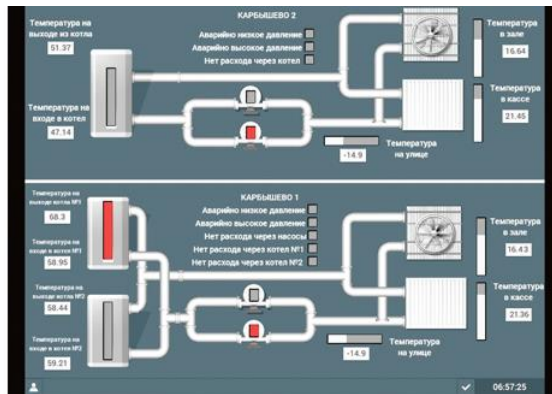 КАРБЫШЕВО 2
Температура на
выходе из котла
51.37
Аварийно низкое давление
Аварийно высокое давление
Нет расхода через котел
Температура
в зале
16.64
Температура на
входе в котел
47.14
Температура
в кассе
21.45
-14.9
Температура
на улице
КАРБЫШЕВО 1
Температура на
выходе котла №1
68.3
Аварийно низкое давление
Аварийно высокое давление
Нет расхода через насосы
Нет расхода через котел №1
Нет расхода через котел №2
Температура
в зале
16.43
Температура на
входе в котел №1
58.95
Температура на
выходе котла №2
58.44
Температура
в кассе
21.36
Температура на
входе в котел №2
59.21
-14.9
Температура
на улице
06:57:25